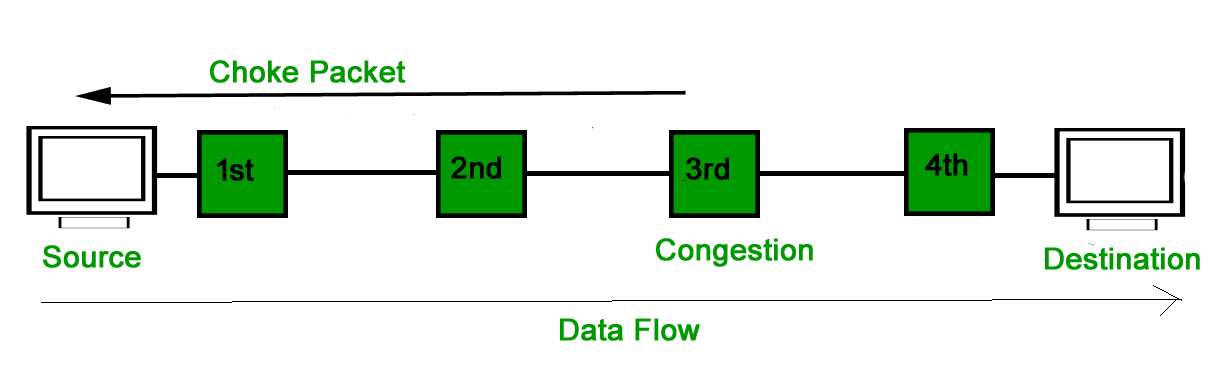 Choke Packet
1st
2nd
3rd
4th
Source
Congestion
Destination
Data Flow